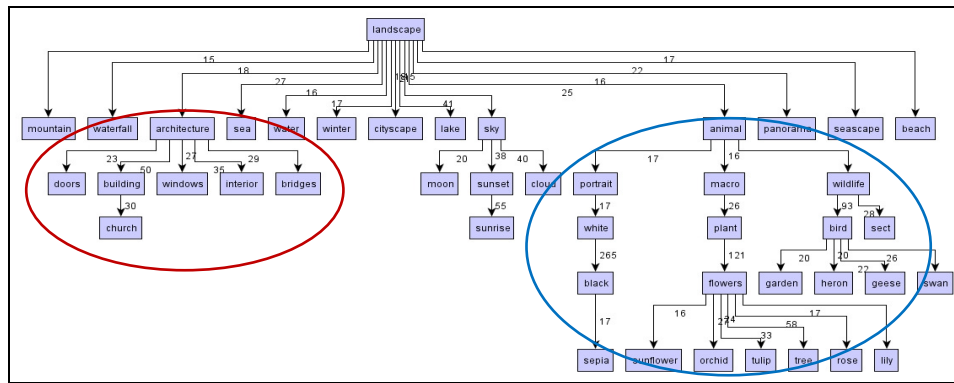 landscape
15
18
27
16
17
41
25
16
22
17
mountain
waterfall
architecture
sea
water
winter
cityscape
lake
sky
animal
panorama
seascape
beach
23
50
27
35
29
20
38
40
17
16
doors
building
windows
interior
bridges
moon
sunset
cloud
portrait
macro
wildlife
30
55
17
26
93
28
church
sunrise
white
plant
bird
sect
265
121
20
20
22
26
black
flowers
garden
heron
geese
swan
17
16
27
74
33
58
17
sepia
sunflower
orchid
tulip
tree
rose
lily